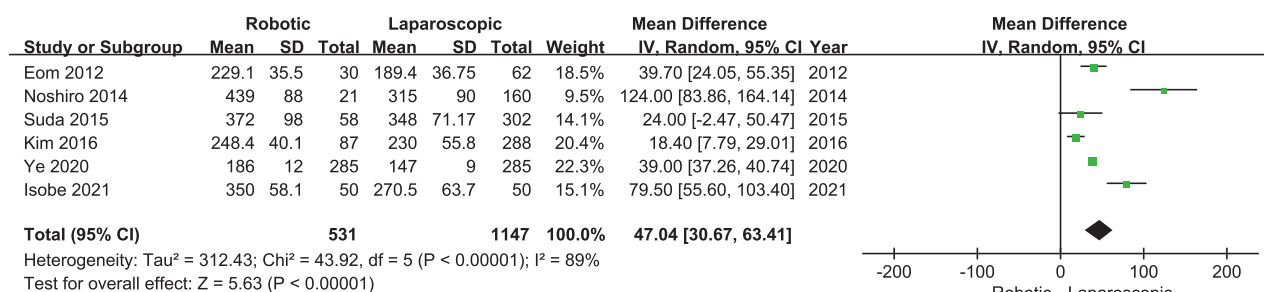 Robotic Laparoscopic Mean Difference Mean Difference
Study or Subgroup Mean SD Total Mean SD Total Weight IV, Random, 95% CI Year IV, Random, 95% CI
Eom 2012 229.1 35.5 30 189.4 36.75 62 18.5% 39.70 [24.05, 55.35] 2012
Noshiro 2014 439 88 21 315 90 160 9.5% 124.00 [83.86, 164.14] 2014
Suda 2015 372 98 58 348 71.17 302 14.1% 24.00 [-2.47, 50.47] 2015
Kim 2016 248.4 40.1 87 230 55.8 288 20.4% 18.40 [7.79, 29.01] 2016
Ye 2020 186 12 285 147 9 285 22.3% 39.00 [37.26, 40.74] 2020
Isobe 2021 350 58.1 50 270.5 63.7 50 15.1% 79.50 [55.60, 103.40] 2021
Total (95% CI) 531 1147 100.0% 47.04 [30.67, 63.41]
Heterogeneity: Tau² = 312.43; Chi² = 43.92, df = 5 (P < 0.00001); I² = 89%
Test for overall effect: Z = 5.63 (P < 0.00001)
-200 -100 0 100 200
Robotic Laparoscopic